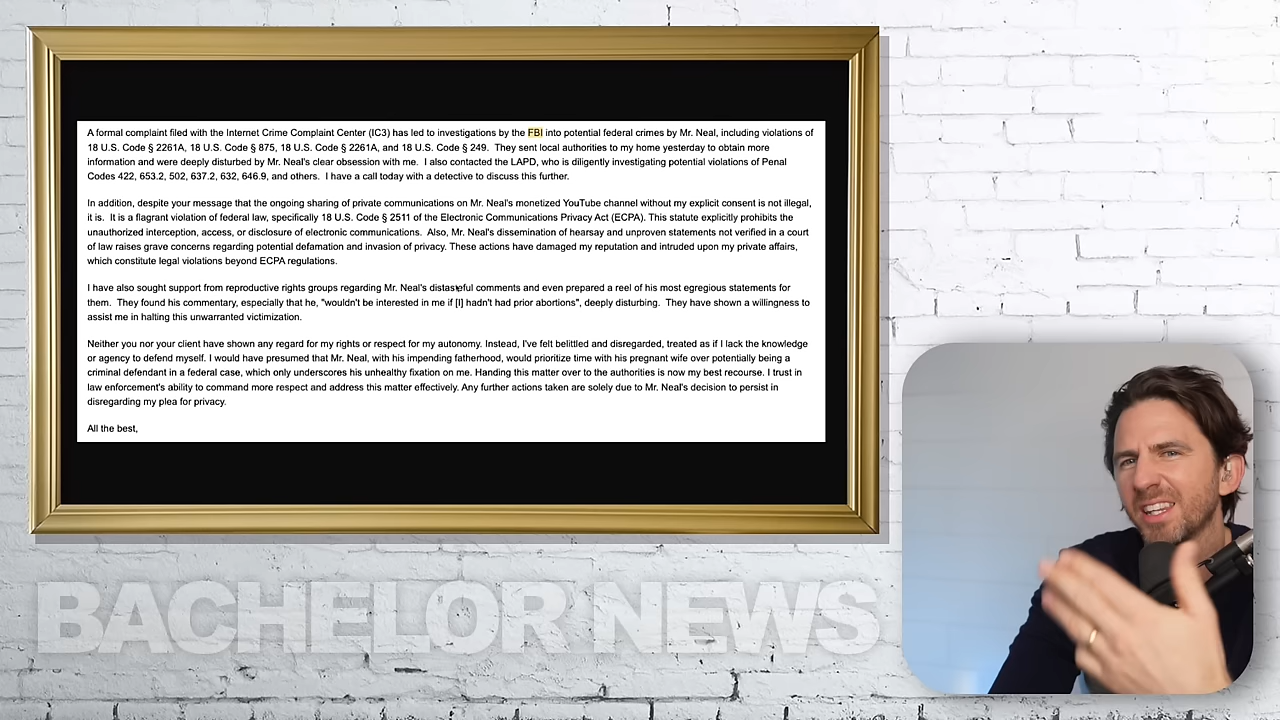 A formal complaint filed with the Internet Crime Complaint Center (IC3) has led to investigations by the FBI into potential federal crimes by Mr. Neal, including violations of
18 U.S. Code § 2261A, 18 U.S. Code § 875, 18 U.S. Code § 2261A, and 18 U.S. Code § 249.  They sent local authorities to my home yesterday to obtain more
information and were deeply disturbed by Mr. Neal's clear obsession with me.  I also contacted the LAPD, who is diligently investigating potential violations of Penal
Codes 422, 653.2, 502, 637.2, 632, 646.9, and others.  I have a call today with a detective to discuss this further.
In addition, despite your message that the ongoing sharing of private communications on Mr. Neal's monetized YouTube channel without my explicit consent is not illegal,
it is.  It is a flagrant violation of federal law, specifically 18 U.S. Code § 2511 of the Electronic Communications Privacy Act (ECPA). This statute explicitly prohibits the
unauthorized interception, access, or disclosure of electronic communications.  Also, Mr. Neal's dissemination of hearsay and unproven statements not verified in a court
of law raises grave concerns regarding potential defamation and invasion of privacy. These actions have damaged my reputation and intruded upon my private affairs,
which constitute legal violations beyond ECPA regulations.
I have also sought support from reproductive rights groups regarding Mr. Neal's distasteful comments and even prepared a reel of his most egregious statements for
them.  They found his commentary, especially that he, "wouldn't be interested in me if [I] hadn't had prior abortions", deeply disturbing.  They have shown a willingness to
assist me in halting this unwarranted victimization.
Neither you nor your client have shown any regard for my rights or respect for my autonomy. Instead, I've felt belittled and disregarded, treated as if I lack the knowledge
or agency to defend myself. I would have presumed that Mr. Neal, with his impending fatherhood, would prioritize time with his pregnant wife over potentially being a
criminal defendant in a federal case, which only underscores his unhealthy fixation on me. Handing this matter over to the authorities is now my best recourse. I trust in
law enforcement's ability to command more respect and address this matter effectively. Any further actions taken are solely due to Mr. Neal's decision to persist in
disregarding my plea for privacy.
All the best,
BACHELOR NEWS